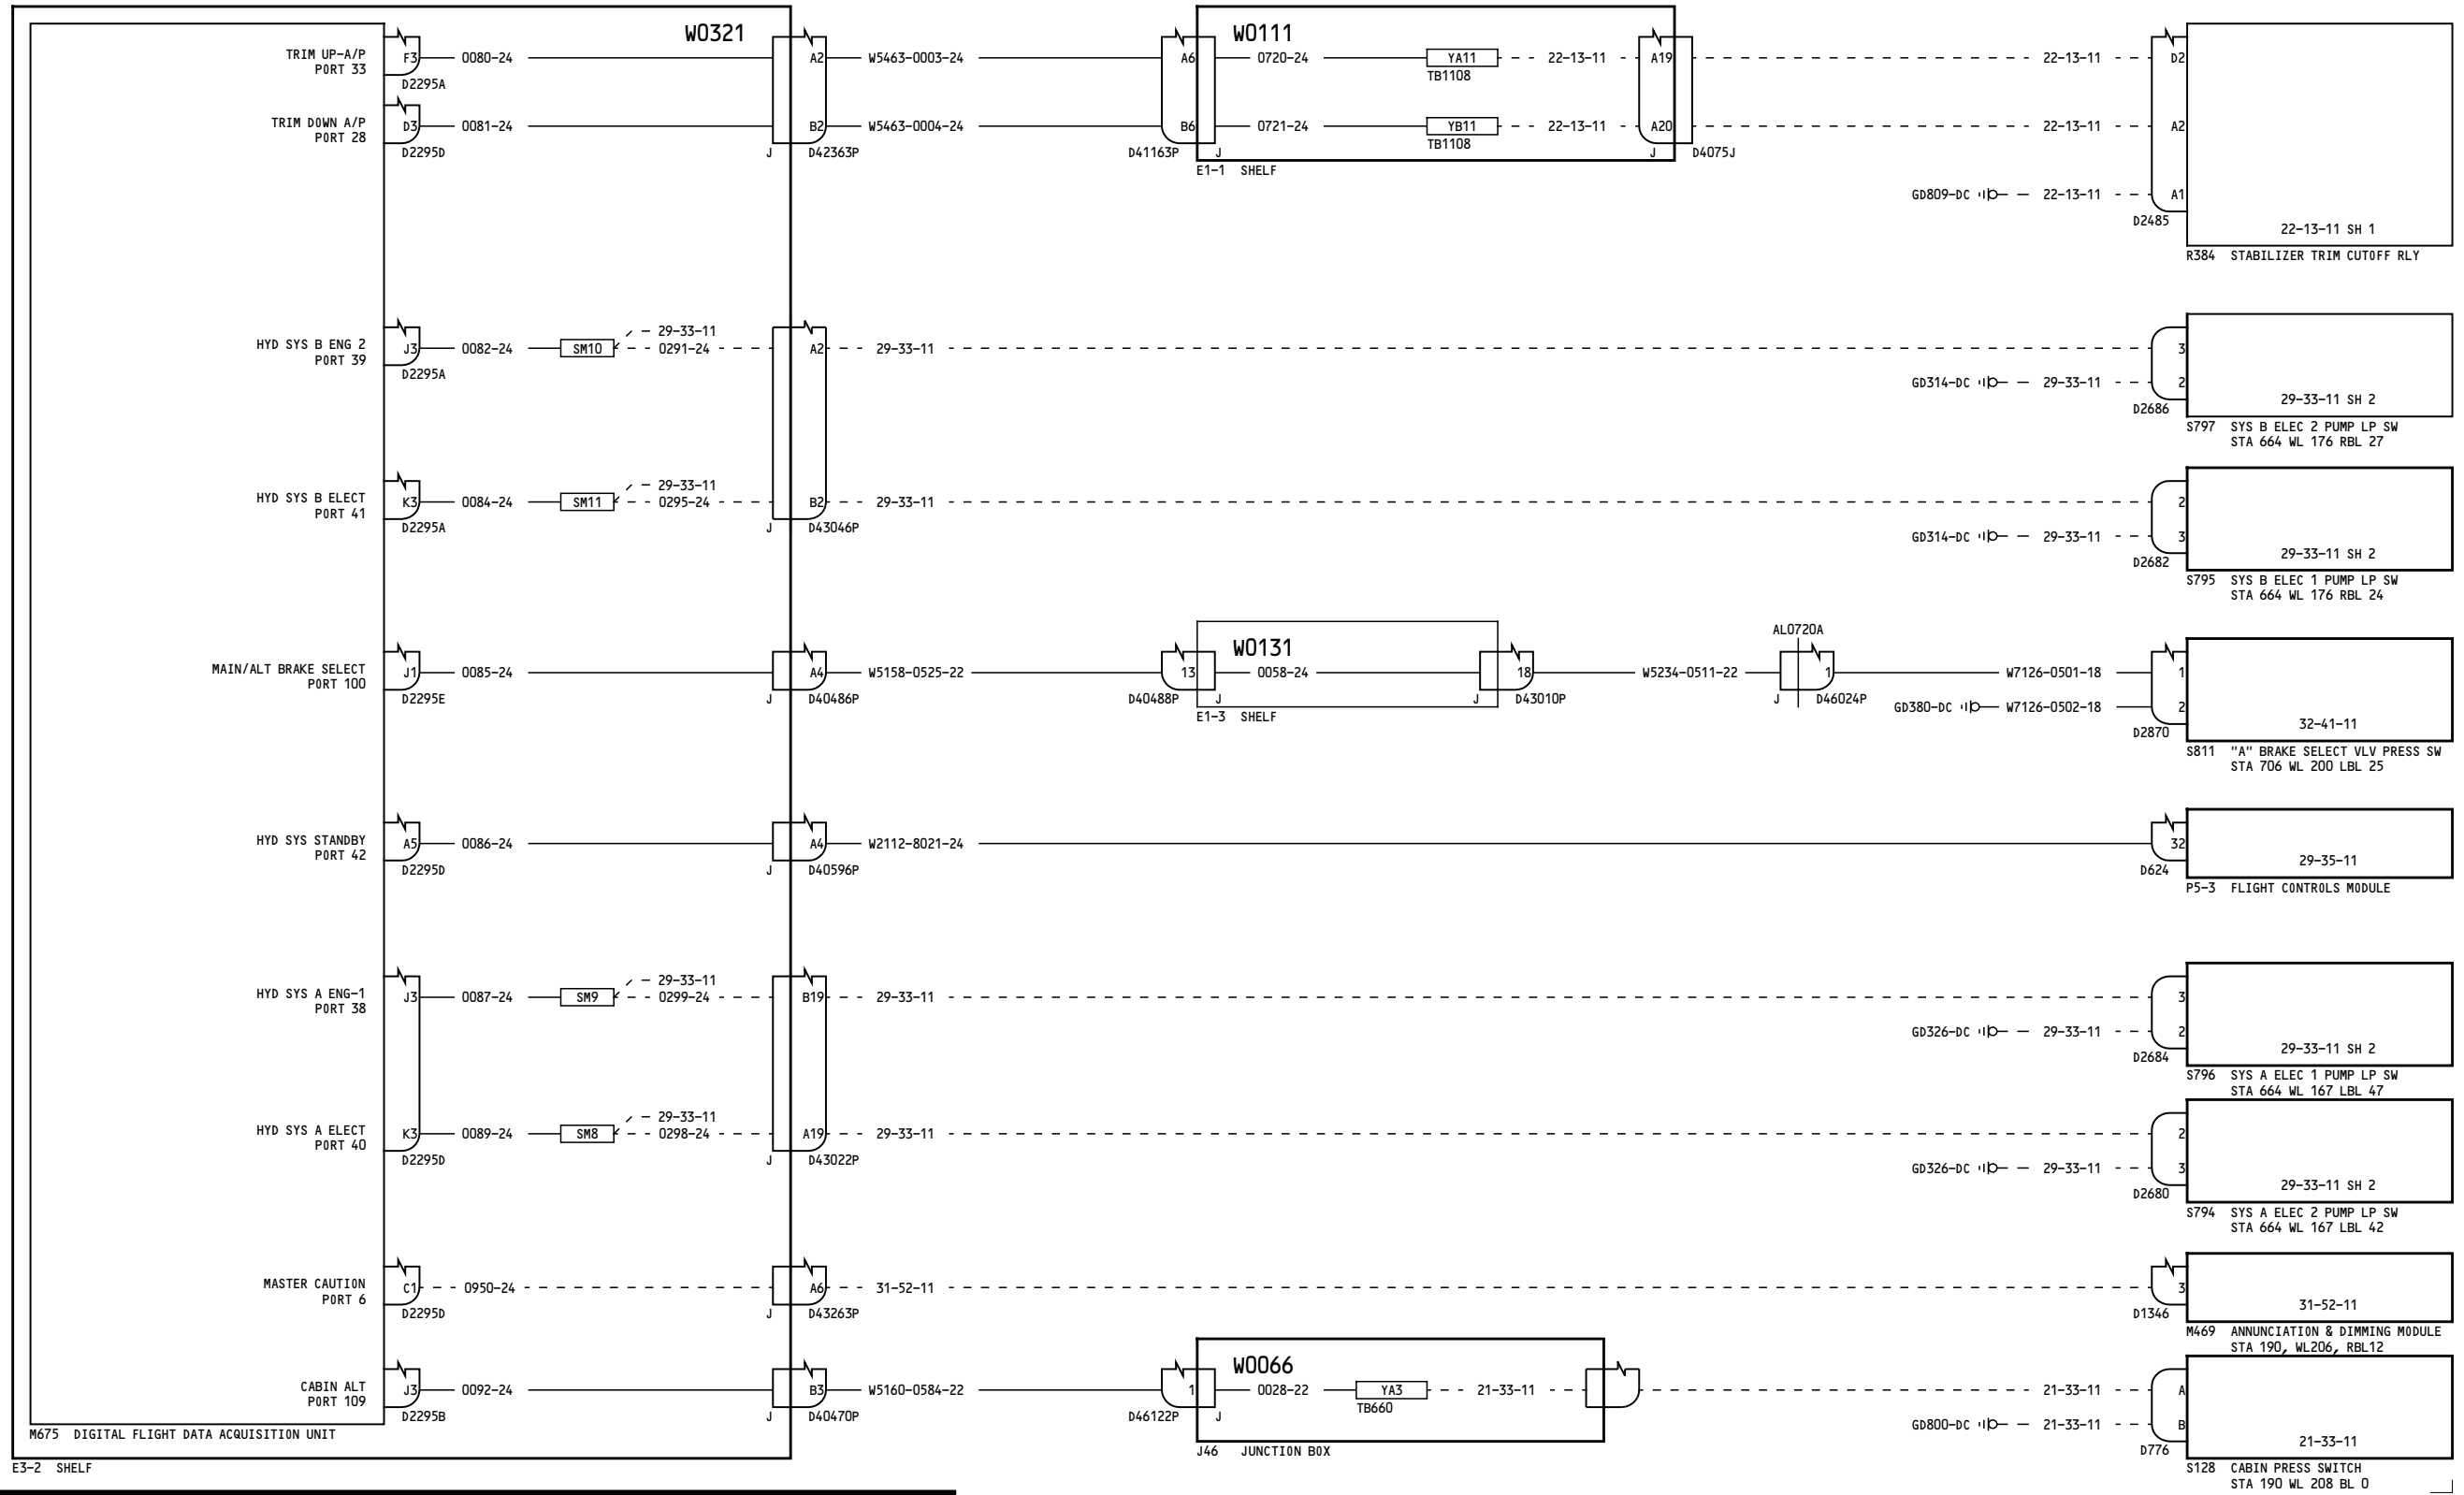 W0321
W0111
TRIM UP-A/P
PORT 33
F3
D2295A
0080-24
A2
W5463-0003-24
A6
0720-24
YA11
TB1108
22-13-11
A19
22-13-11
D2
TRIM DOWN A/P
PORT 28
D3
D2295D
0081-24
B2
J
D42363P
W5463-0004-24
B6
D41163P
J
0721-24
YB11
TB1108
22-13-11
A20
J
D4075J
22-13-11
A2
E1-1 SHELF
GD809-DC
22-13-11
A1
D2485
22-13-11 SH 1
R384 STABILIZER TRIM CUTOFF RLY
HYD SYS B ENG 2
PORT 39
J3
D2295A
0082-24
SM10
29-33-11
0291-24
A2
29-33-11
3
GD314-DC
29-33-11
2
D2686
29-33-11 SH 2
S797 SYS B ELEC 2 PUMP LP SW
STA 664 WL 176 RBL 27
HYD SYS B ELECT
PORT 41
K3
D2295A
0084-24
SM11
29-33-11
0295-24
B2
J
D43046P
29-33-11
2
GD314-DC
29-33-11
3
D2682
29-33-11 SH 2
S795 SYS B ELEC 1 PUMP LP SW
STA 664 WL 176 RBL 24
MAIN/ALT BRAKE SELECT
PORT 100
J1
D2295E
0085-24
A4
J
D40486P
W5158-0525-22
13
D40488P
J
W0131
0058-24
E1-3 SHELF
18
J
D43010P
W5234-0511-22
AL0720A
1
J
D46024P
W7126-0501-18
1
GD380-DC
W7126-0502-18
2
D2870
32-41-11
S811 "A" BRAKE SELECT VLV PRESS SW
STA 706 WL 200 LBL 25
HYD SYS STANDBY
PORT 42
A5
D2295D
0086-24
A4
J
D40596P
W2112-8021-24
32
D624
29-35-11
P5-3 FLIGHT CONTROLS MODULE
HYD SYS A ENG-1
PORT 38
J3
0087-24
SM9
29-33-11
0299-24
B19
29-33-11
3
GD326-DC
29-33-11
2
D2684
29-33-11 SH 2
S796 SYS A ELEC 1 PUMP LP SW
STA 664 WL 167 LBL 47
HYD SYS A ELECT
PORT 40
K3
D2295D
0089-24
SM8
29-33-11
0298-24
A19
J
D43022P
29-33-11
2
GD326-DC
29-33-11
3
D2680
29-33-11 SH 2
S794 SYS A ELEC 2 PUMP LP SW
STA 664 WL 167 LBL 42
MASTER CAUTION
PORT 6
C1
D2295D
0950-24
A6
J
D43263P
31-52-11
3
D1346
31-52-11
M469 ANNUNCIATION & DIMMING MODULE
STA 190, WL206, RBL12
CABIN ALT
PORT 109
J3
D2295B
0092-24
B3
J
D40470P
W5160-0584-22
1
D46122P
J
W0066
0028-22
YA3
TB660
21-33-11
J46 JUNCTION BOX
21-33-11
A
GD800-DC
21-33-11
B
D776
21-33-11
S128 CABIN PRESS SWITCH
STA 190 WL 208 BL 0
M675 DIGITAL FLIGHT DATA ACQUISITION UNIT
E3-2 SHELF